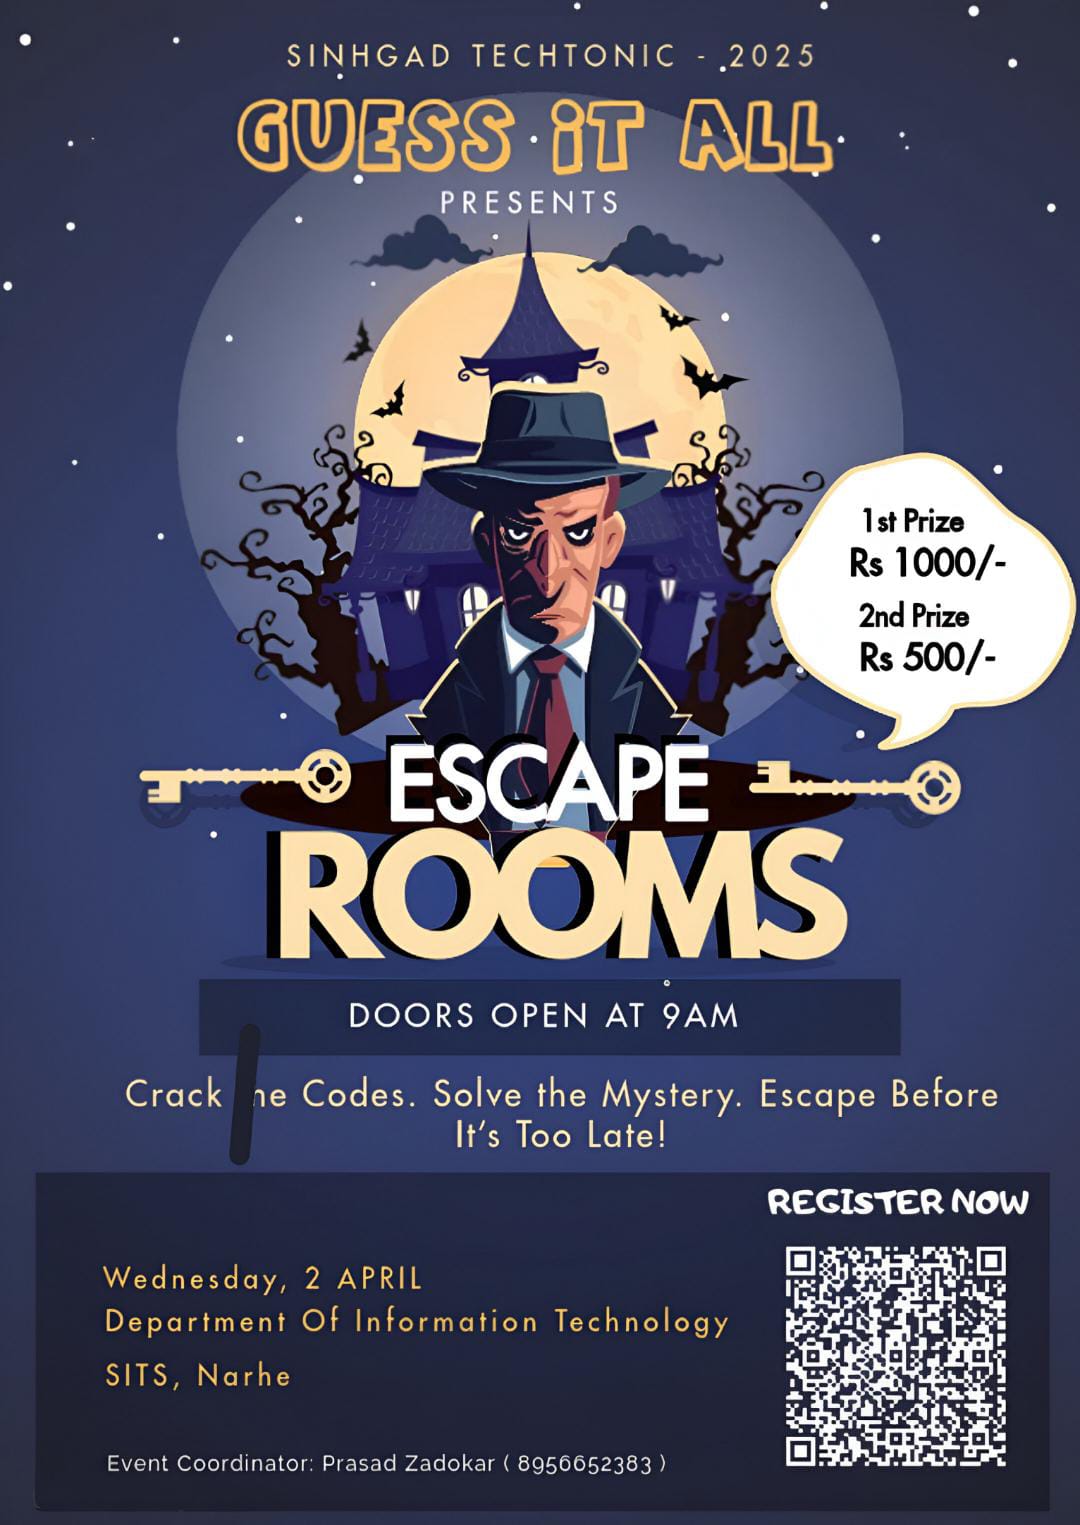 SINHGAD TECHTONIC - 2025
GUESS iT ALL
PRESENTS
1st Prize
Rs 1000/-
2nd Prize
Rs 500/-
ESCAPE
ROOMS
DOORS OPEN AT 9AM
Crack he Codes. Solve the Mystery. Escape Before
It's Too Late!
REGISTER NOW
Wednesday, 2 APRIL
Department Of Information Technology
SITS, Narhe
Event Coordinator: Prasad Zadokar ( 8956652383 )